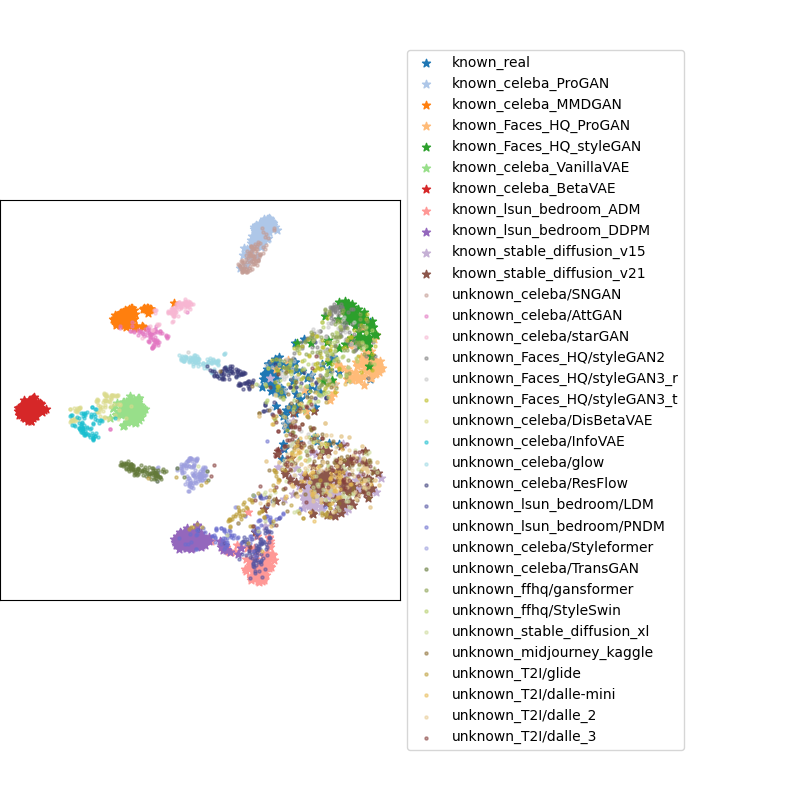 known_real
known_celeba_ProGAN
known_celeba_MMDGAN
known_Faces_HQ_ProGAN
known_Faces_HQ_styleGAN
known_celeba_VanillaVAE
known_celeba_BetaVAE
known_lsun_bedroom_ADM
known_lsun_bedroom_DDPM
known_stable_diffusion_v15
known_stable_diffusion_v21
unknown_celeba/SNGAN
unknown_celeba/AttGAN
unknown_celeba/starGAN
unknown_Faces_HQ/styleGAN2
unknown_Faces_HQ/styleGAN3_r
unknown_Faces_HQ/styleGAN3_t
unknown_celeba/DisBetaVAE
unknown_celeba/InfoVAE
unknown_celeba/glow
unknown_celeba/ResFlow
unknown_lsun_bedroom/LDM
unknown_lsun_bedroom/PNDM
unknown_celeba/Styleformer
unknown_celeba/TransGAN
unknown_ffhq/gansformer
unknown_ffhq/StyleSwin
unknown_stable_diffusion_xl
unknown_midjourney_kaggle
unknown_T2I/glide
unknown_T2I/dalle-mini
unknown_T2I/dalle_2
unknown_T2I/dalle_3